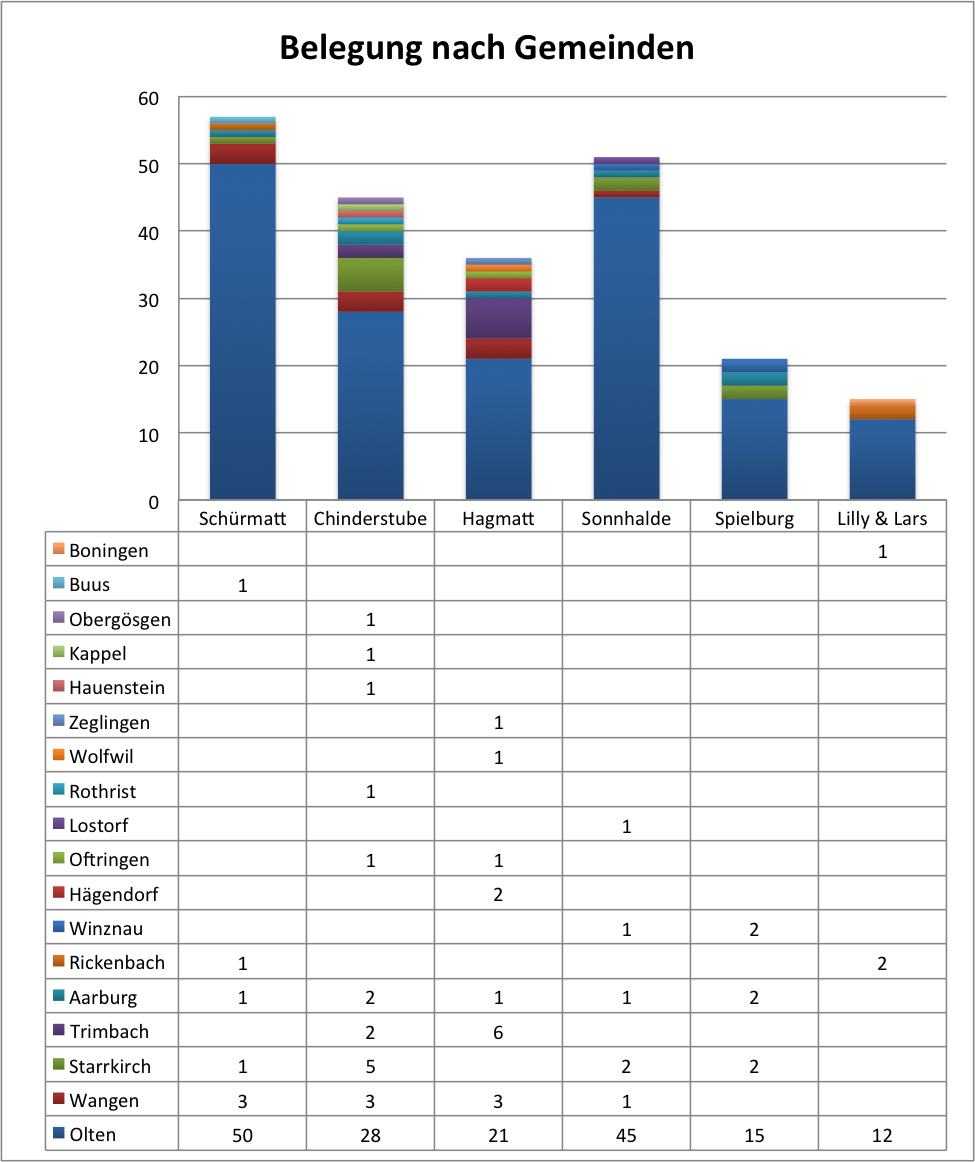 Belegung nach Gemeinden
60
50
40
30
20
10
0
Schürmatt Chinderstube Hagmatt Sonnhalde Spielburg Lilly & Lars
Boningen 1
Buus 1
Obergösgen 1
Kappel 1
Hauenstein 1
Zeglingen 1
Wolfwil 1
Rothrist 1
Lostorf 1
Oftringen 1 1
Hägendorf 2
Winznau 1 2
Rickenbach 1 2
Aarburg 1 2 1 1 2
Trimbach 2 6
Starrkirch 1 5 2 2
Wangen 3 3 3 1
Olten 50 28 21 45 15 12